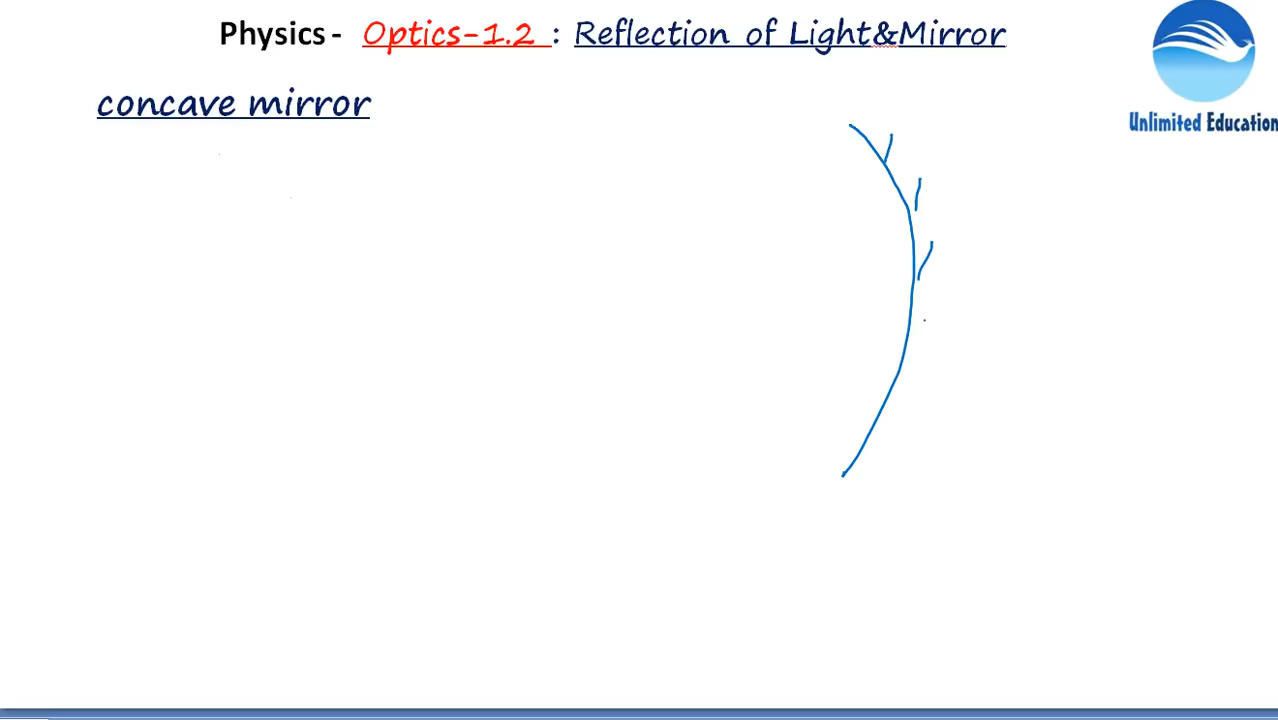 Physics - Optics-1.2 : Reflection of Light&Mirror
concave mirror
Unlimited Education